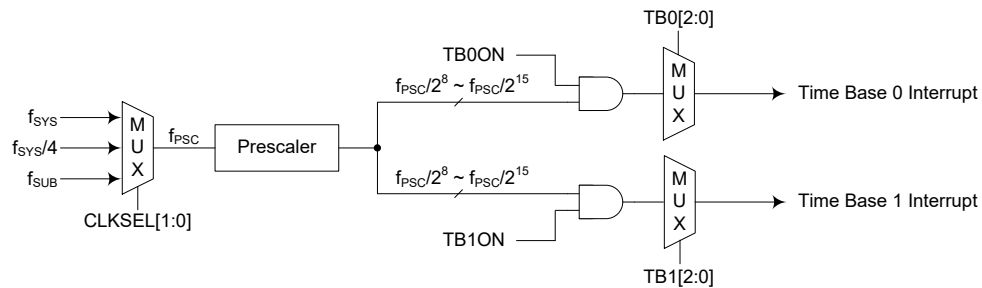 TB0[2:0]
TB0ON
M
U
X
fPSC/2^8 ~ fPSC/2^15
Time Base 0 Interrupt
fSYS
fSYS/4
fSUB
M
U
X
fPSC
Prescaler
CLKSEL[1:0]
fPSC/2^8 ~ fPSC/2^15
M
U
X
Time Base 1 Interrupt
TB1ON
TB1[2:0]